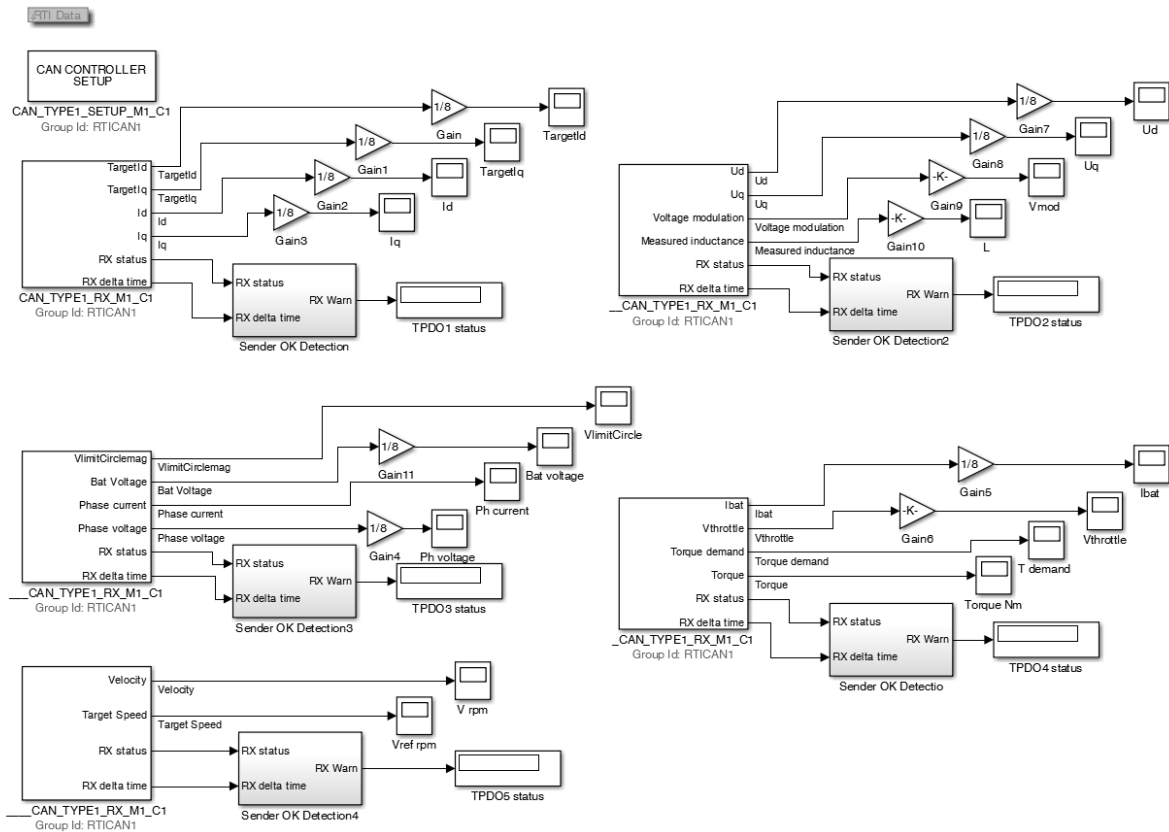 RTI Data
CAN CONTROLLER
SETUP
CAN_TYPE1_SETUP_M1_C1
Group Id: RTICAN1
TargetId
TargetId
TargetIq
TargetIq
Id
Id
Iq
Iq
RX status
RX delta time
CAN_TYPE1_RX_M1_C1
Group Id: RTICAN1
1/8
Gain
TargetId
1/8
Gain1
TargetIq
1/8
Gain2
Id
1/8
Gain3
Iq
RX status
RX Warn
RX delta time
Sender OK Detection
TPDO1 status
Ud
Ud
Uq
Uq
Voltage modulation
Voltage modulation
Measured inductance
Measured inductance
RX status
RX delta time
__CAN_TYPE1_RX_M1_C1
Group Id: RTICAN1
1/8
Gain7
Ud
1/8
Gain8
Uq
-K-
Gain9
Vmod
-K-
Gain10
L
RX status
RX Warn
RX delta time
Sender OK Detection2
TPDO2 status
VlimitCirclemag
VlimitCirclemag
Bat Voltage
Bat Voltage
Phase current
Phase current
Phase voltage
Phase voltage
RX status
RX delta time
___CAN_TYPE1_RX_M1_C1
Group Id: RTICAN1
VlimitCircle
1/8
Gain11
Bat voltage
Ph current
1/8
Gain4
Ph voltage
RX status
RX Warn
RX delta time
Sender OK Detection3
TPDO3 status
Ibat
Ibat
Vthrottle
Vthrottle
Torque demand
Torque demand
Torque
Torque
RX status
RX delta time
_CAN_TYPE1_RX_M1_C1
Group Id: RTICAN1
1/8
Gain5
Ibat
-K-
Gain6
Vthrottle
T demand
Torque Nm
RX status
RX Warn
RX delta time
Sender OK Detectio
TPDO4 status
Velocity
Velocity
Target Speed
Target Speed
RX status
RX delta time
____CAN_TYPE1_RX_M1_C1
Group Id: RTICAN1
V rpm
Vref rpm
RX status
RX Warn
RX delta time
Sender OK Detection4
TPDO5 status